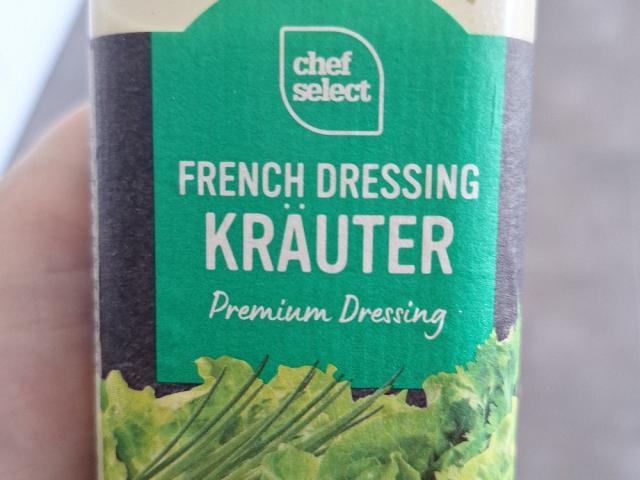 chef
select
FRENCH DRESSING
KRÄUTER
Premium Dressing